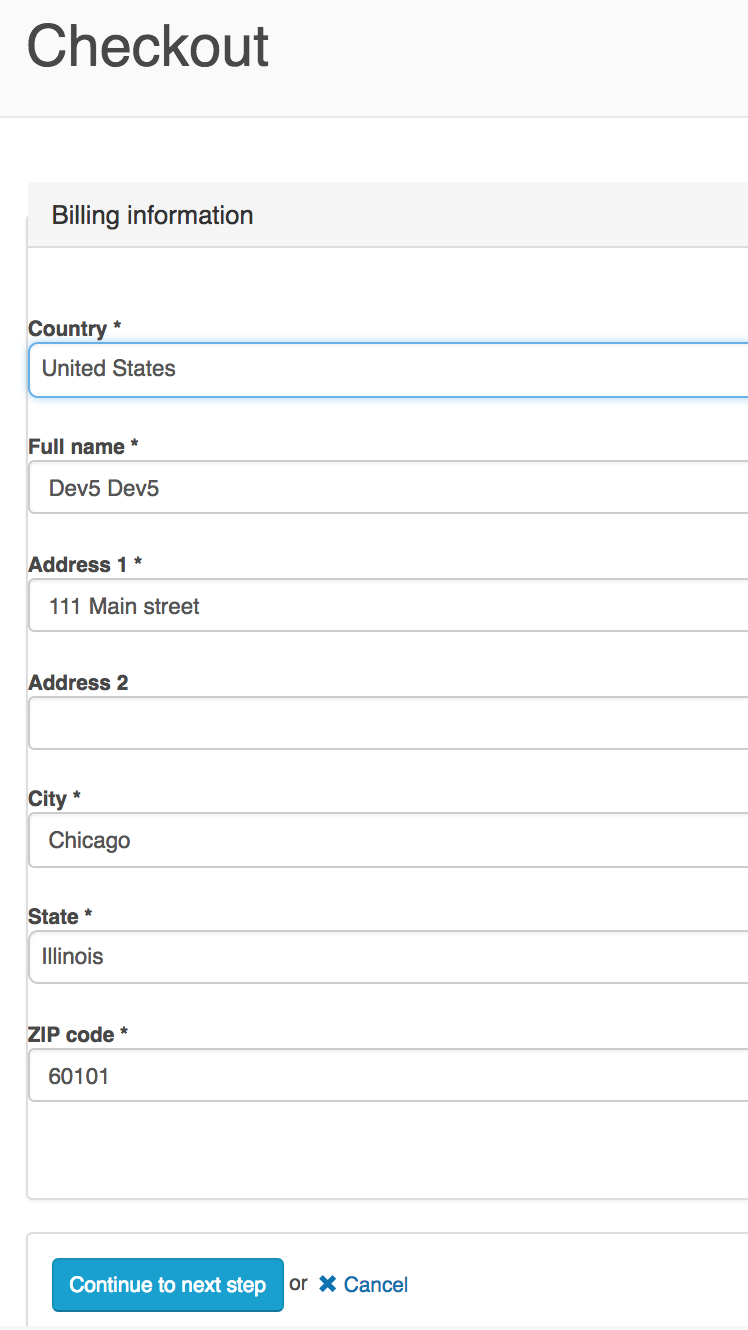 Checkout
Billing information
Country *
United States
Full name *
Dev5 Dev5
Address 1 *
111 Main street
Address 2
City *
Chicago
State *
Illinois
ZIP code *
60101
Continue to next step or ✖ Cancel